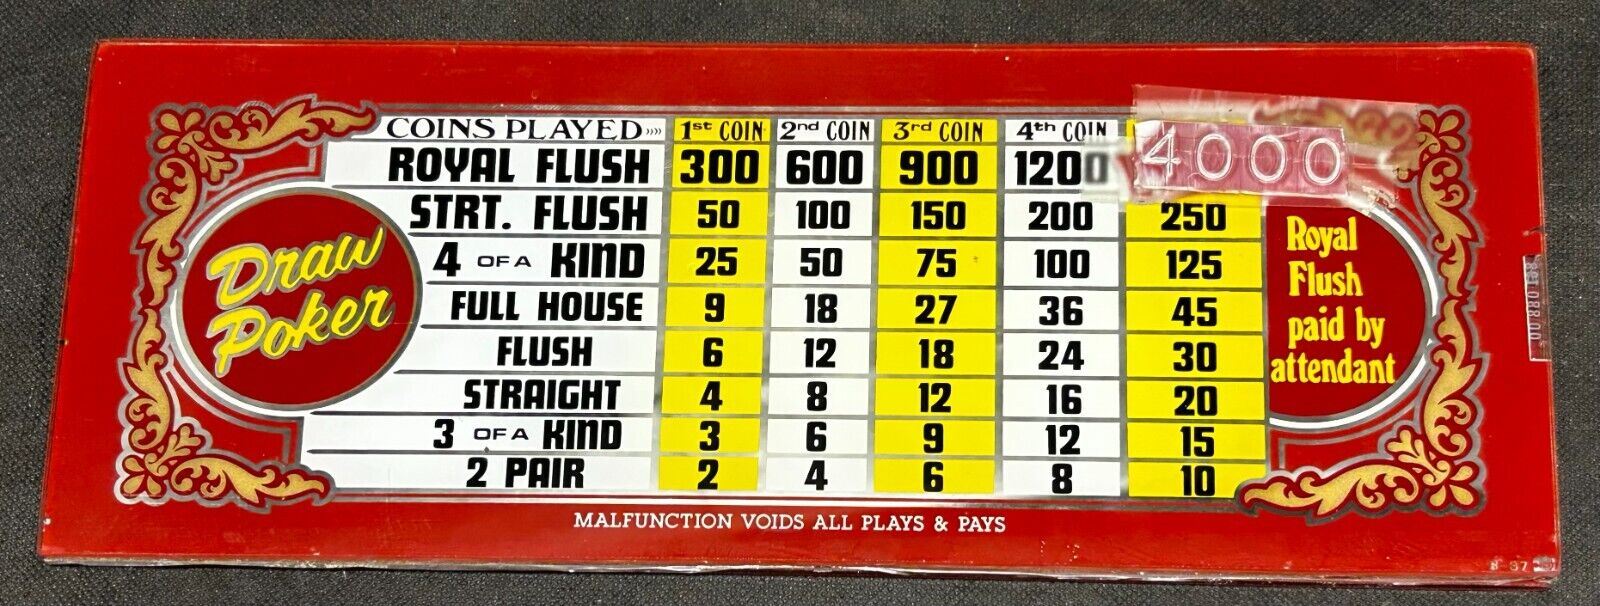 COINS PLAYED »» 1st COIN 2nd COIN 3rd COIN 4th COIN
ROYAL FLUSH 300 600 900 1200 4000
STRT. FLUSH 50 100 150 200 250
4 OF A KIND 25 50 75 100 125
FULL HOUSE 9 18 27 36 45
FLUSH 6 12 18 24 30
STRAIGHT 4 8 12 16 20
3 OF A KIND 3 6 9 12 15
2 PAIR 2 4 6 8 10
Draw
Poker
Royal
Flush
paid by
attendant
MALFUNCTION VOIDS ALL PLAYS & PAYS